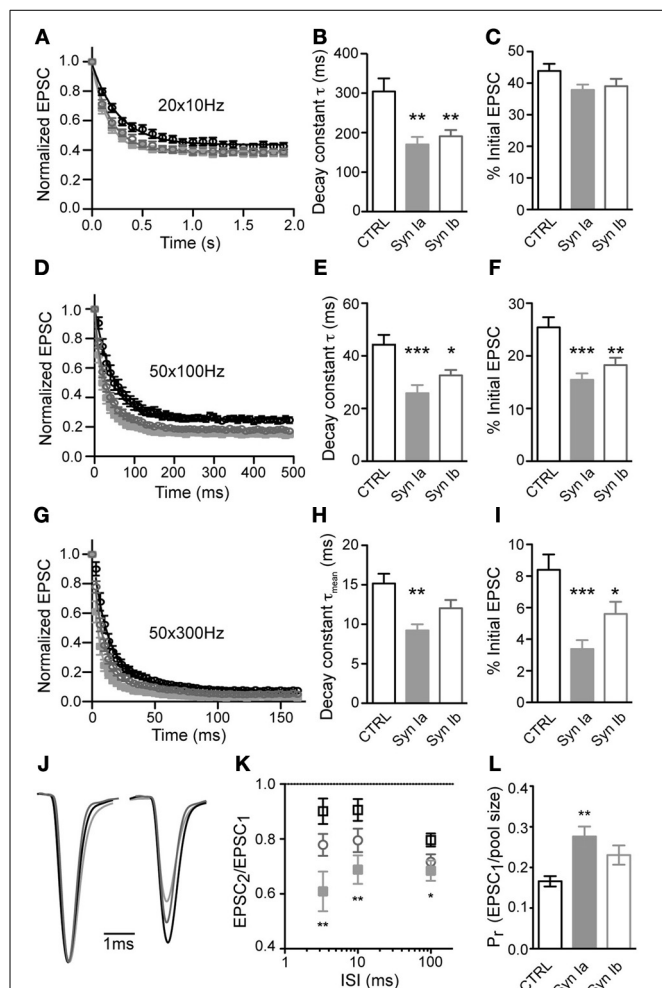 A
Normalized EPSC
1.0
0.8
0.6
0.4
0.2
0.0
20x10Hz
0.0
0.5
1.0
1.5
2.0
Time (s)
B
Decay constant τ (ms)
400
300
200
100
0
**
**
CTRL
Syn Ia
Syn Ib
C
% Initial EPSC
50
40
30
20
10
0
CTRL
Syn Ia
Syn Ib
D
Normalized EPSC
1.0
0.8
0.6
0.4
0.2
0.0
50x100Hz
0
100
200
300
400
500
Time (ms)
E
Decay constant τ (ms)
60
40
20
0
***
*
CTRL
Syn Ia
Syn Ib
F
% Initial EPSC
30
20
10
0
***
**
CTRL
Syn Ia
Syn Ib
G
Normalized EPSC
1.0
0.8
0.6
0.4
0.2
0.0
50x300Hz
0
50
100
150
Time (ms)
H
Decay constant τmean (ms)
20
15
10
5
0
**
CTRL
Syn Ia
Syn Ib
I
% Initial EPSC
10
8
6
4
2
0
***
*
CTRL
Syn Ia
Syn Ib
J
1ms
K
EPSC2/EPSC1
1.0
0.8
0.6
0.4
**
**
*
1
10
100
ISI (ms)
L
Pr (EPSC1/pool size)
0.4
0.3
0.2
0.1
0
**
CTRL
Syn Ia
Syn Ib